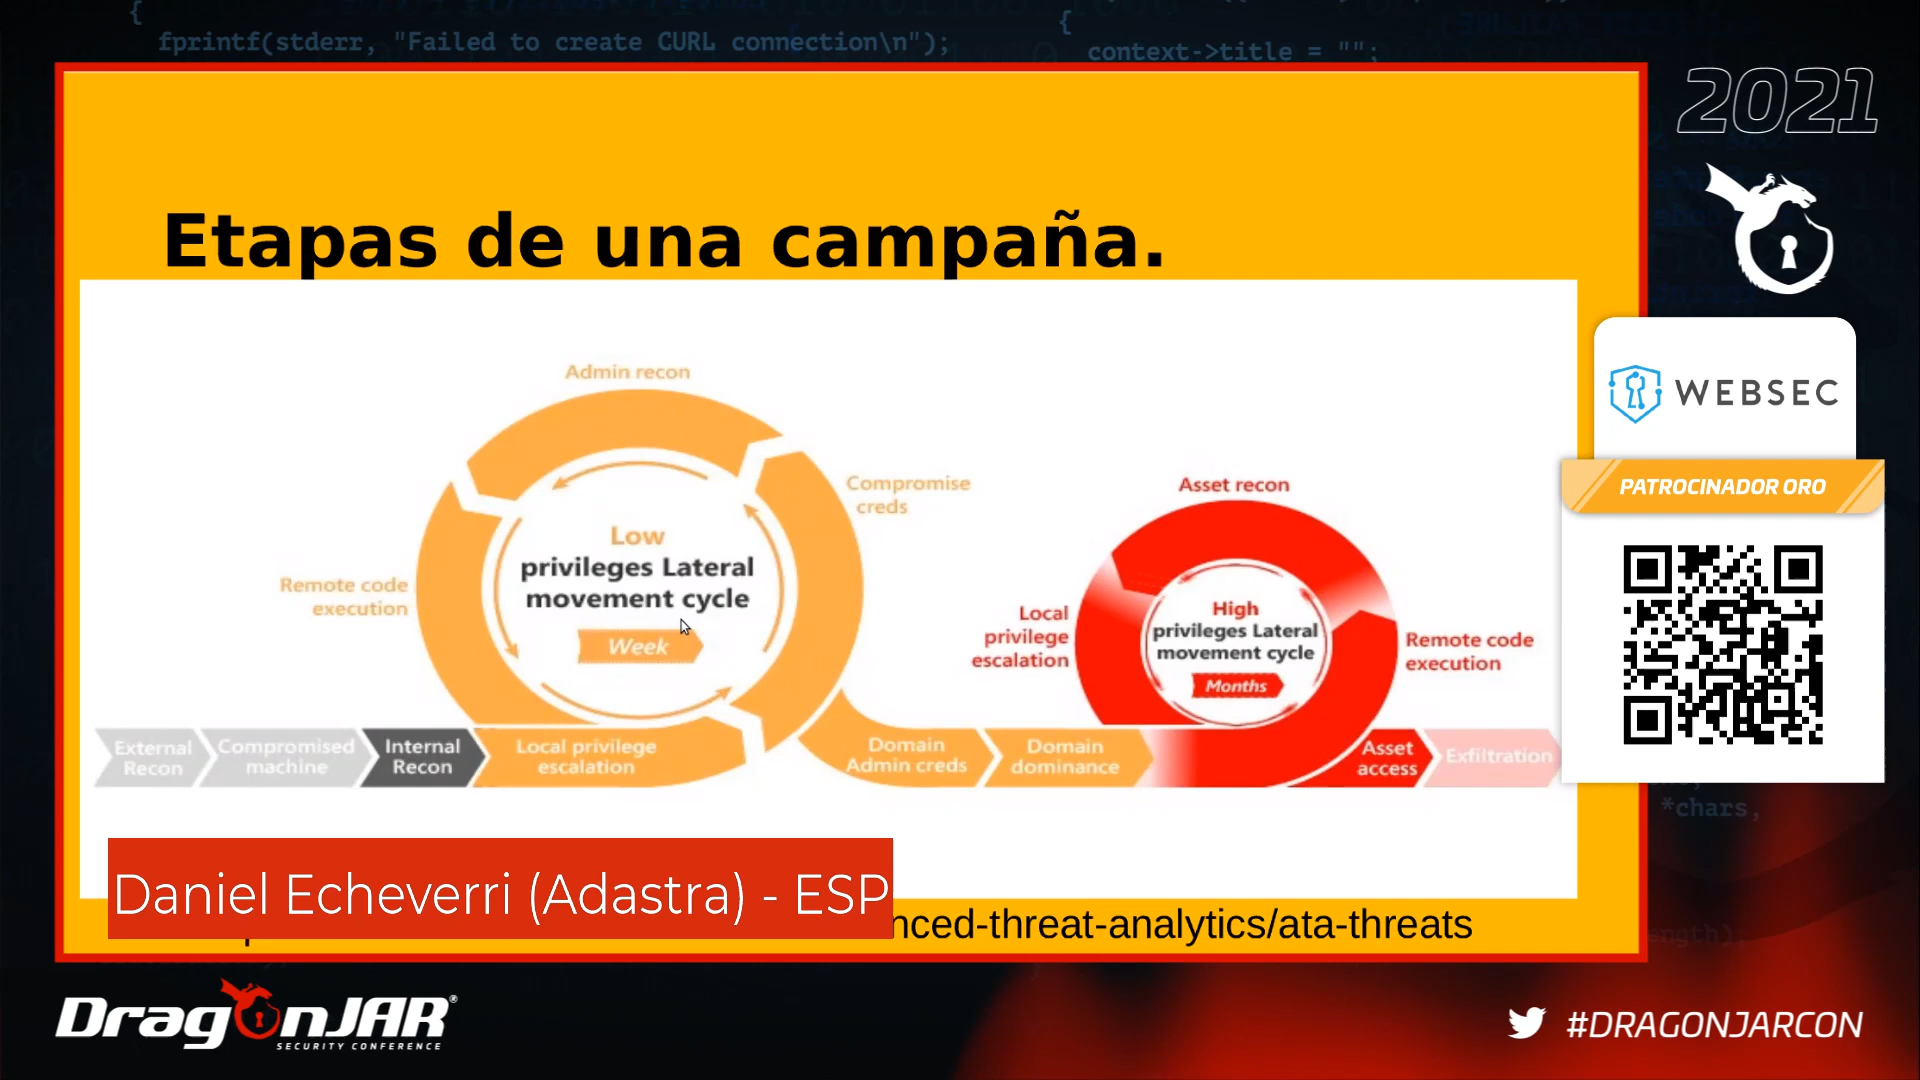 {
fprintf(stderr, "Failed to create CURL connection\n");
{
context->title = "";
2021
Etapas de una campaña.
Admin recon
Compromise
creds
Remote code
execution
Low
privileges Lateral
movement cycle
Week
Asset recon
Local
privilege
escalation
High
privileges Lateral
movement cycle
Months
Remote code
execution
External
Recon
Compromised
machine
Internal
Recon
Local privilege
escalation
Domain
Admin creds
Domain
dominance
Asset
access
Exfiltration
WEBSEC
PATROCINADOR ORO
*chars,
Daniel Echeverri (Adastra) - ESP
nced-threat-analytics/ata-threats
DragonJAR®
SECURITY CONFERENCE
#DRAGONJARCON